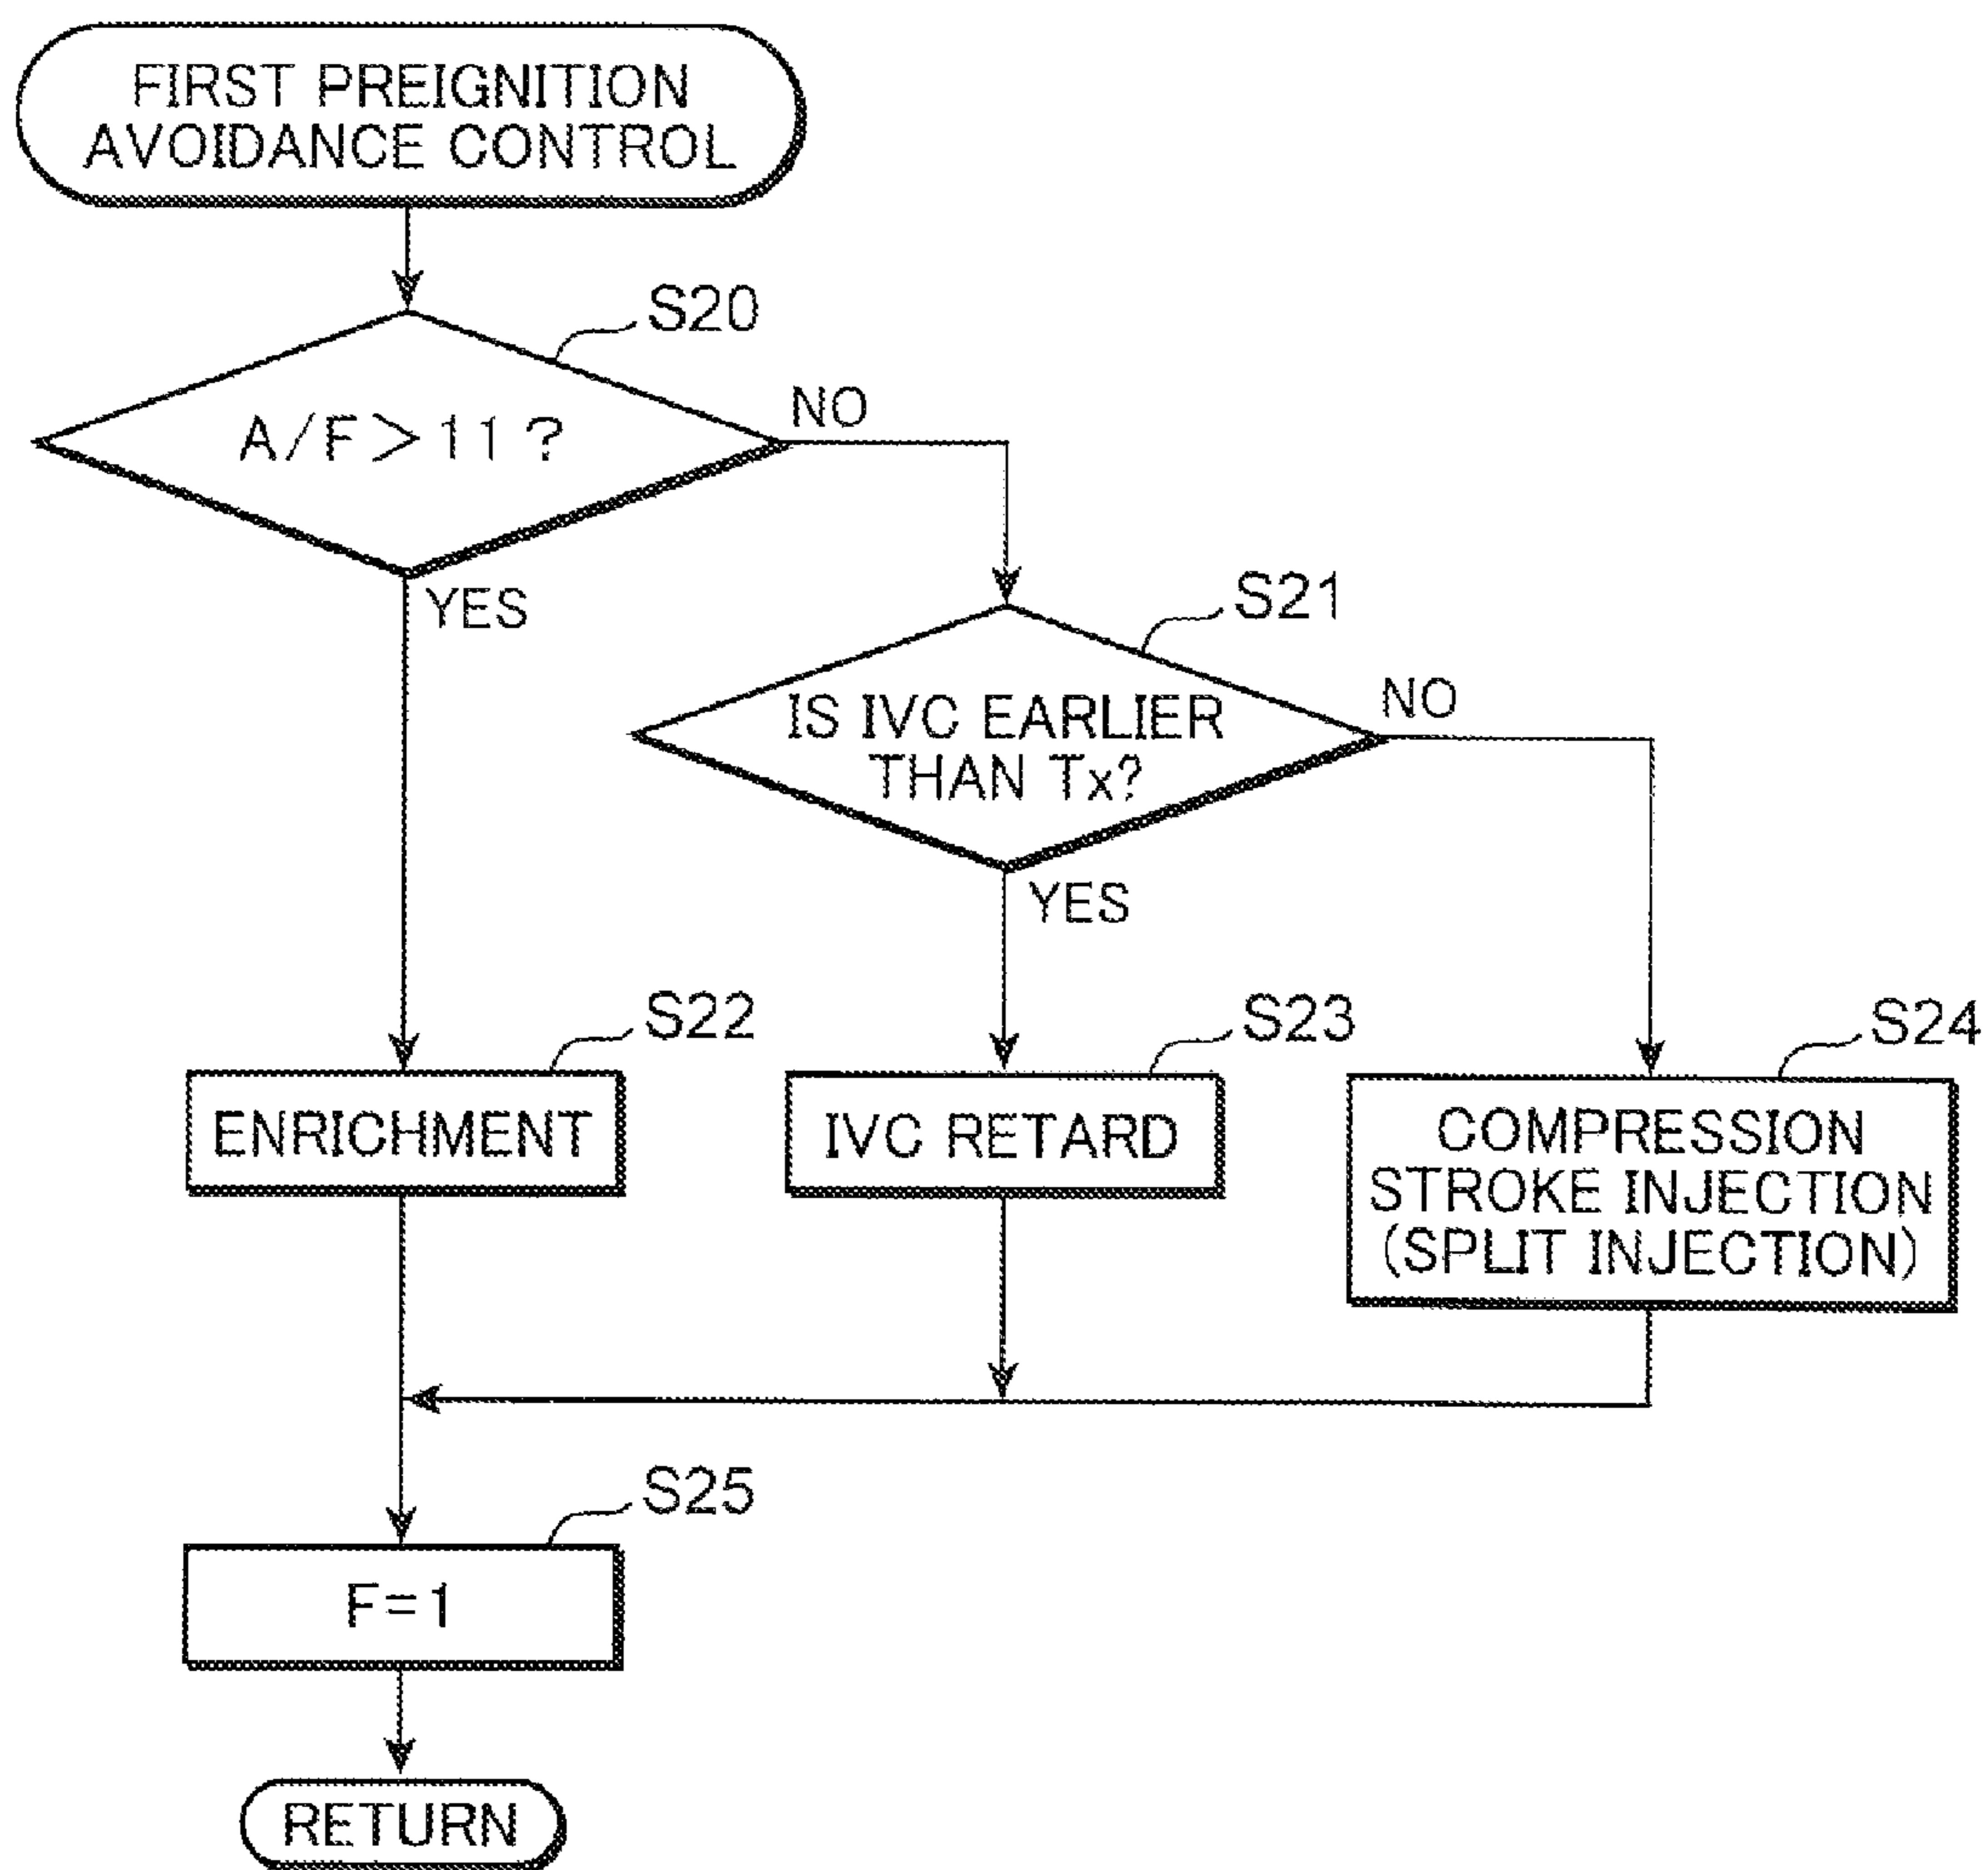 FIRST PREIGNITION
AVOIDANCE CONTROL
S20
A/F>11?
NO
YES
S21
IS IVC EARLIER
THAN Tx?
NO
YES
S22
ENRICHMENT
S23
IVC RETARD
S24
COMPRESSION
STROKE INJECTION
(SPLIT INJECTION)
S25
F=1
RETURN